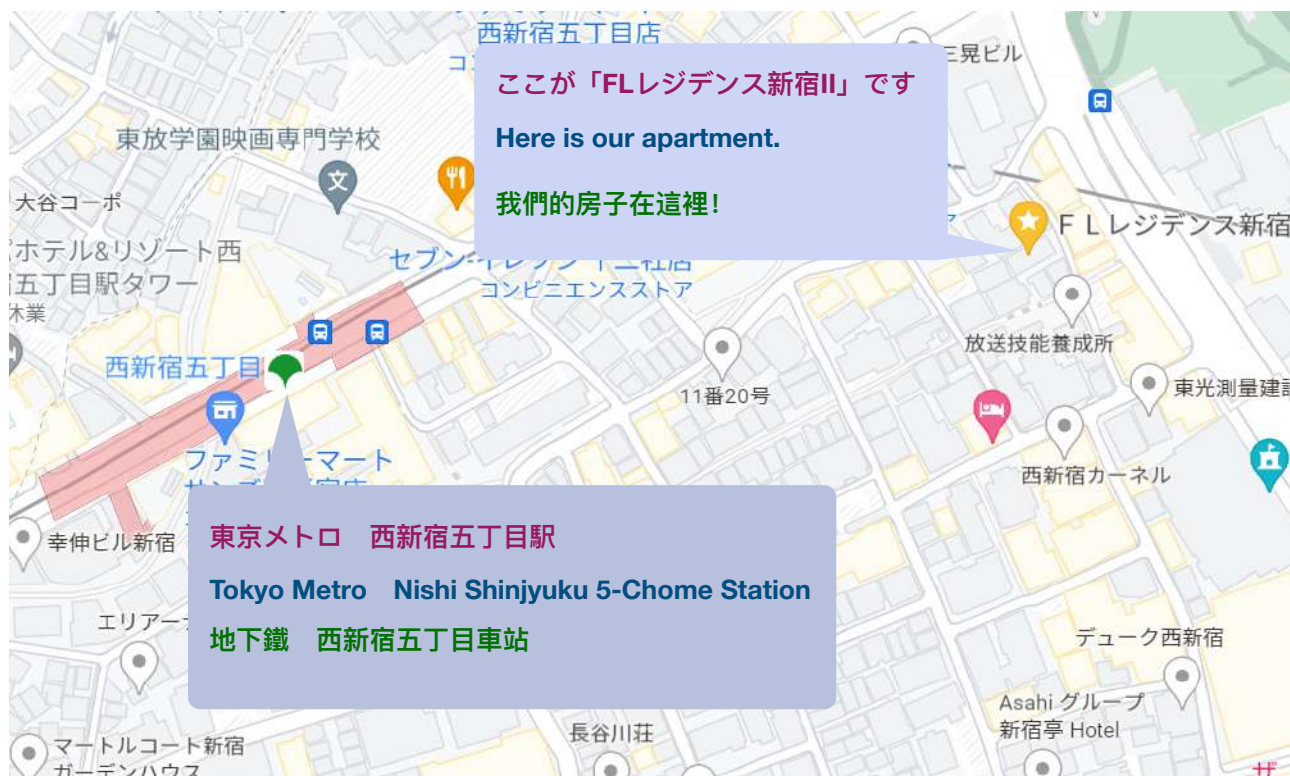 西新宿五丁目店
三晃ビル
ここが「FLレジデンス新宿II」です
Here is our apartment.
我們的房子在這裡!
東放学園映画専門学校
大谷コーポ
ホテル&リゾート西
五丁目駅タワー
休業
コンビニエンスストア
FLレジデンス新宿
放送技能養成所
西新宿五丁目
11番20号
東光測量建
ファミリーマート
西新宿カーネル
幸伸ビル新宿
東京メトロ 西新宿五丁目駅
Tokyo Metro Nishi Shinjyuku 5-Chome Station
地下鐵 西新宿五丁目車站
エリアー
デューク西新宿
Asahi グループ
新宿亭 Hotel
長谷川荘
マートルコート新宿
ガーデンハウス
ザ